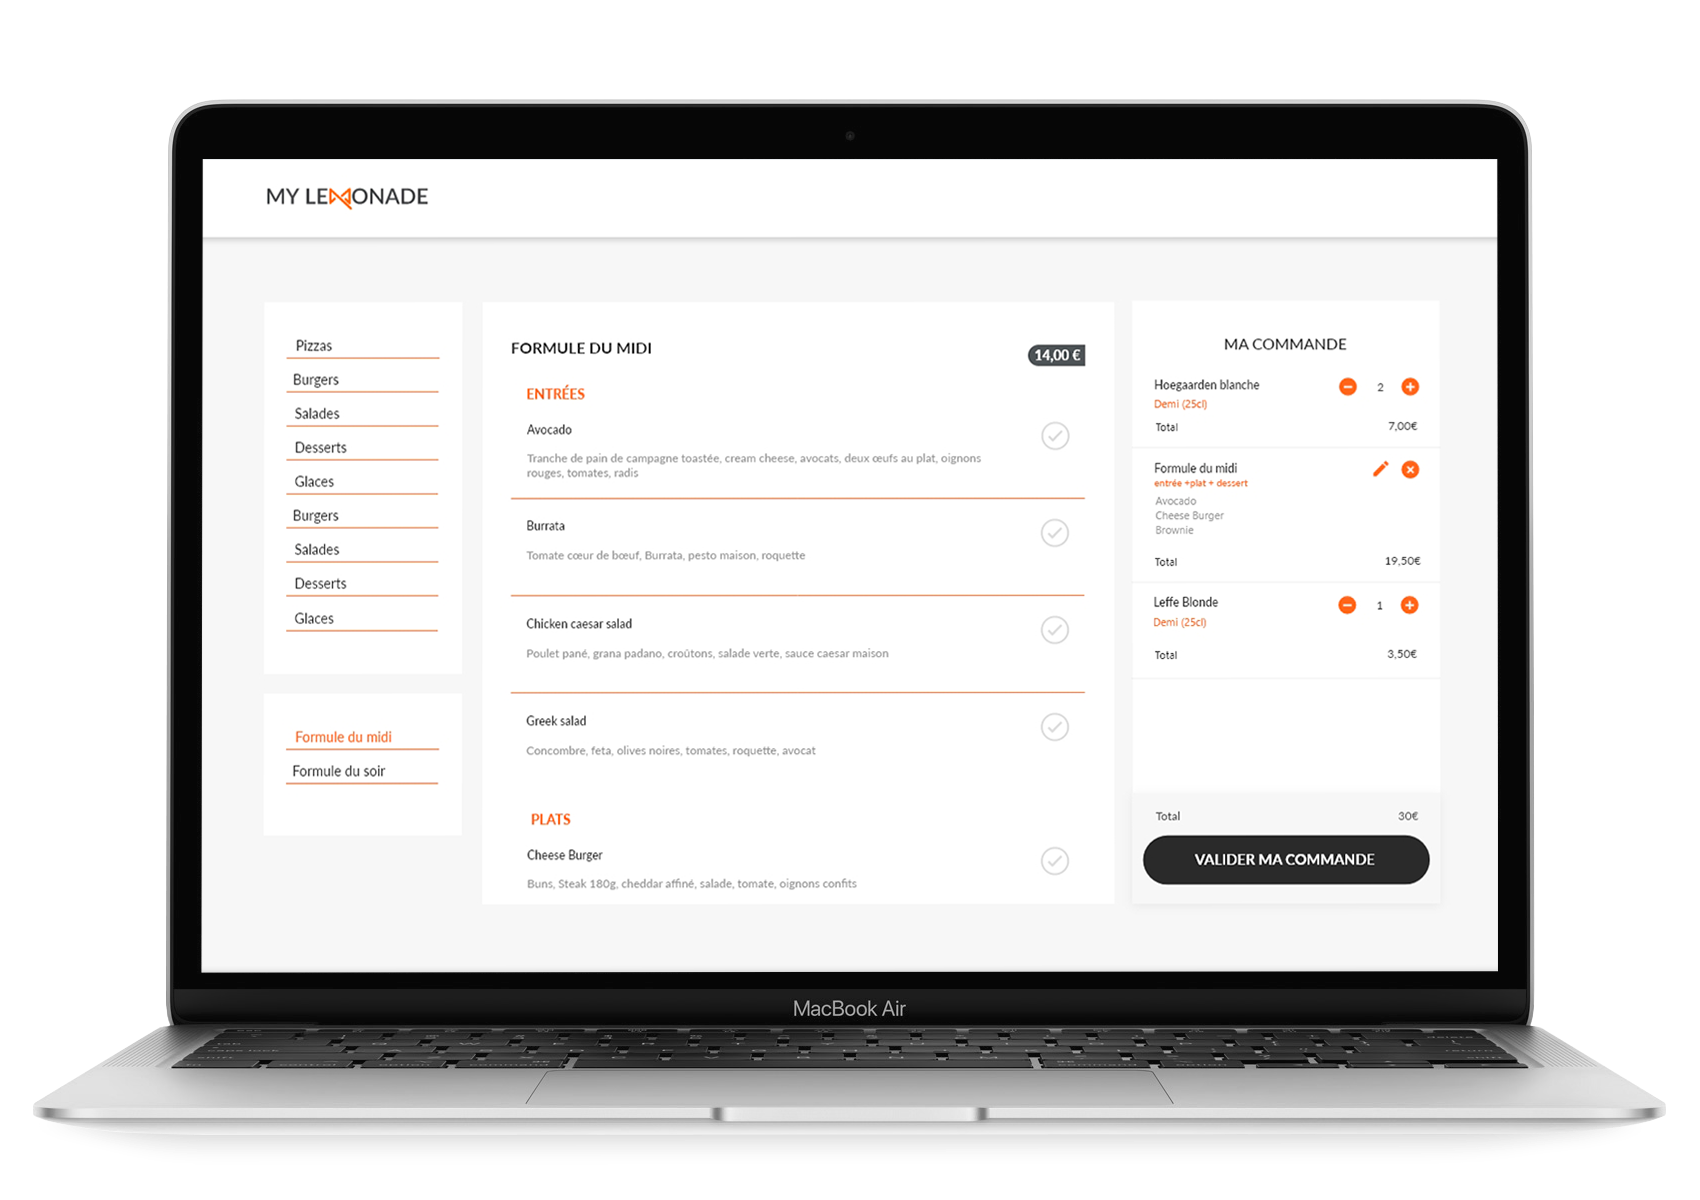 MY LEMONADE
Pizzas
Burgers
Salades
Desserts
Glaces
Burgers
Salades
Desserts
Glaces
Formule du midi
Formule du soir
FORMULE DU MIDI
14,00 €
ENTRÉES
Avocado
Tranche de pain de campagne toastée, cream cheese, avocats, deux œufs au plat, oignons
rouges, tomates, radis
Burrata
Tomate cœur de bœuf, Burrata, pesto maison, roquette
Chicken caesar salad
Poulet pané, grana padano, croûtons, salade verte, sauce caesar maison
Greek salad
Concombre, feta, olives noires, tomates, roquette, avocat
PLATS
Cheese Burger
Buns, Steak 180g, cheddar affiné, salade, tomate, oignons confits
MA COMMANDE
Hoegaarden blanche 2
Demi (25cl)
Total 7,00€
Formule du midi
entrée +plat + dessert
Avocado
Cheese Burger
Brownie
Total 19,50€
Leffe Blonde 1
Demi (25cl)
Total 3,50€
Total 30€
VALIDER MA COMMANDE
MacBook Air